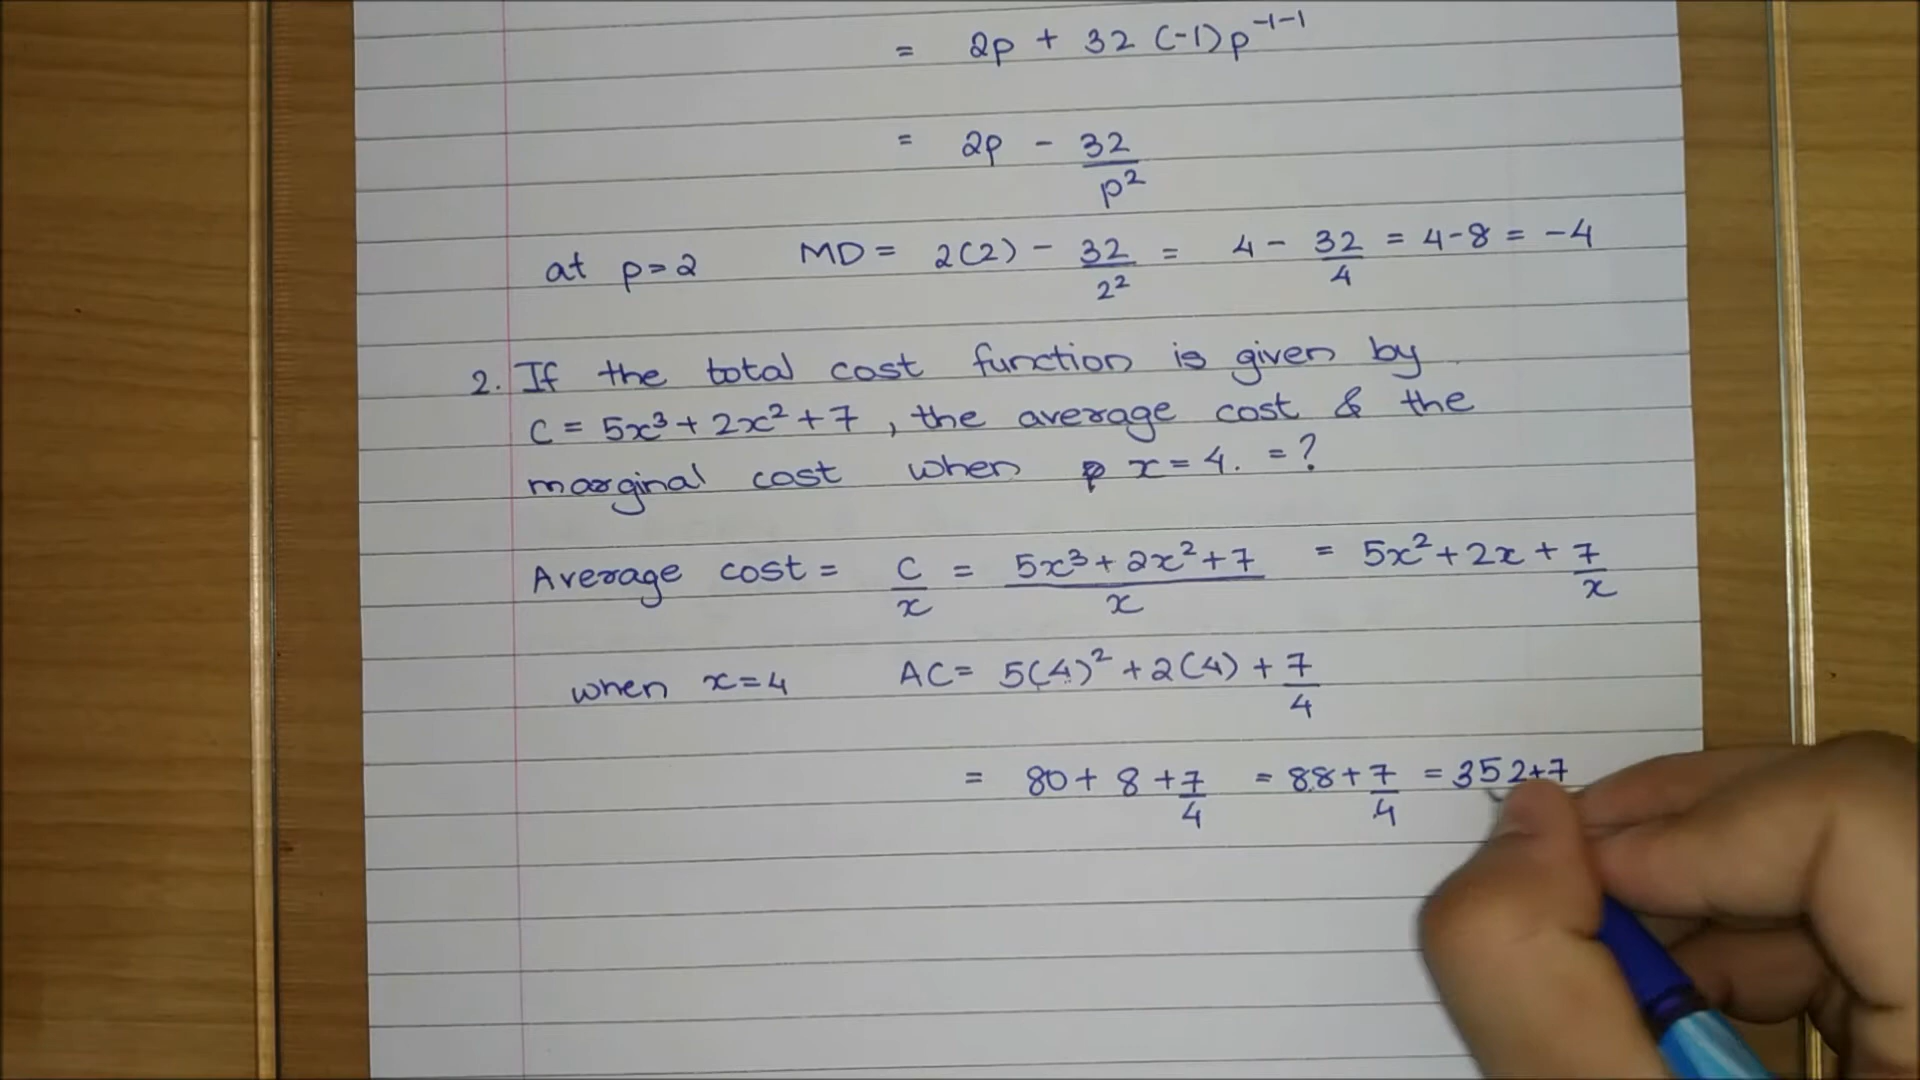 = 2p + 32 (-1) p^-1-1
= 2p - 32/p²
at p=2 MD = 2(2) - 32/2² = 4 - 32/4 = 4-8 = -4
2. If the total cost function is given by
C = 5x³ + 2x² + 7, the average cost & the
marginal cost when x = 4. = ?
Average cost = C/x = 5x³ + 2x² + 7/x = 5x² + 2x + 7/x
when x=4 AC = 5(4)² + 2(4) + 7/4
= 80 + 8 + 7/4 = 88 + 7/4 = 352+7